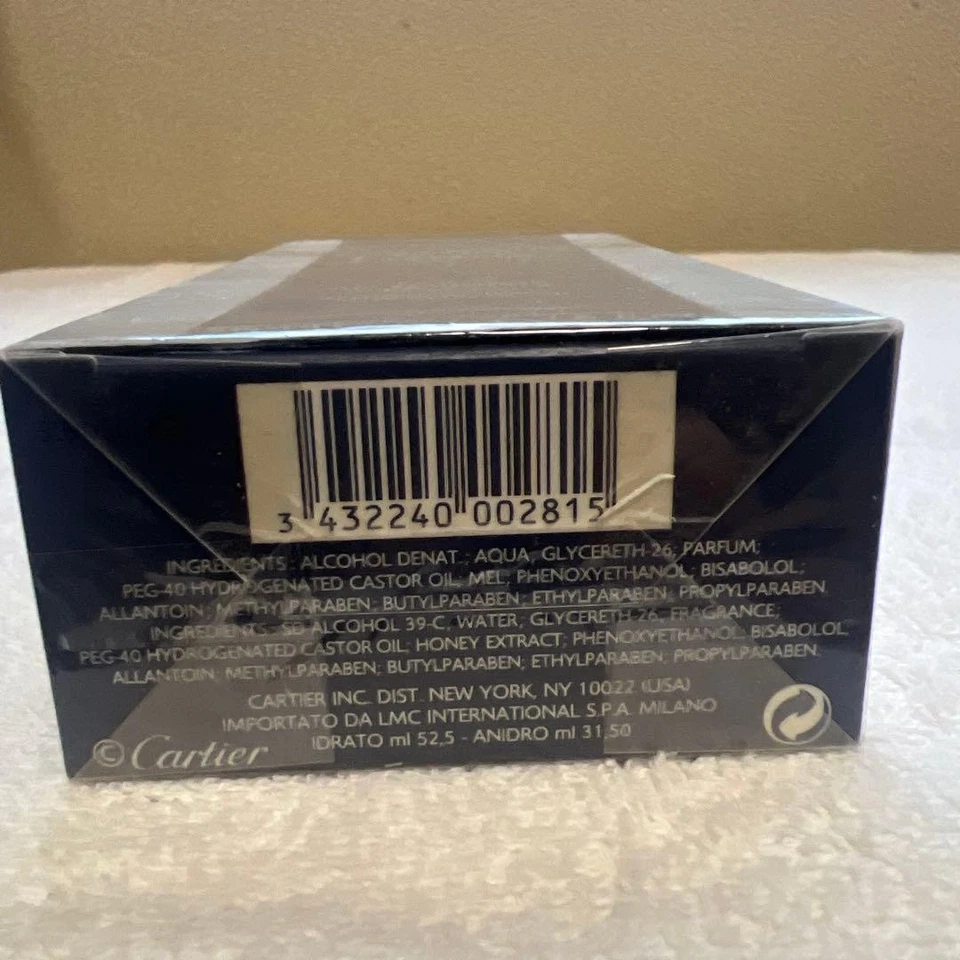 3 432240 002815
INGREDIENTS : ALCOHOL DENAT ; AQUA, GLYCERETH-26; PARFUM;
PEG-40 HYDROGENATED CASTOR OIL; MEL; PHENOXYETHANOL; BISABOLOL;
ALLANTOIN; METHYLPARABEN; BUTYLPARABEN; ETHYLPARABEN; PROPYLPARABEN.
INGREDIENTS : SD ALCOHOL 39-C, WATER, GLYCERETH-26; FRAGRANCE;
PEG-40 HYDROGENATED CASTOR OIL; HONEY EXTRACT; PHENOXYETHANOL; BISABOLOL
ALLANTOIN; METHYLPARABEN; BUTYLPARABEN; ETHYLPARABEN; PROPYLPARABEN.
CARTIER INC. DIST. NEW YORK, NY 10022 (USA)
IMPORTATO DA LMC INTERNATIONAL S.P.A. MILANO
IDRATO ml 52,5 - ANIDRO ml 31,50
© Cartier